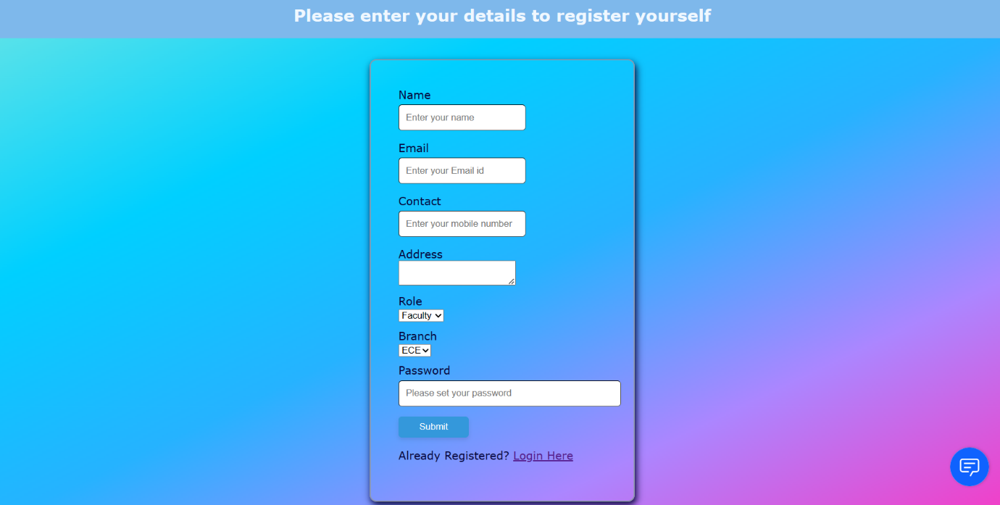 Please enter your details to register yourself
Name
Enter your name
Email
Enter your Email id
Contact
Enter your mobile number
Address
Role
Faculty
Branch
ECE
Password
Please set your password
Submit
Already Registered? Login Here